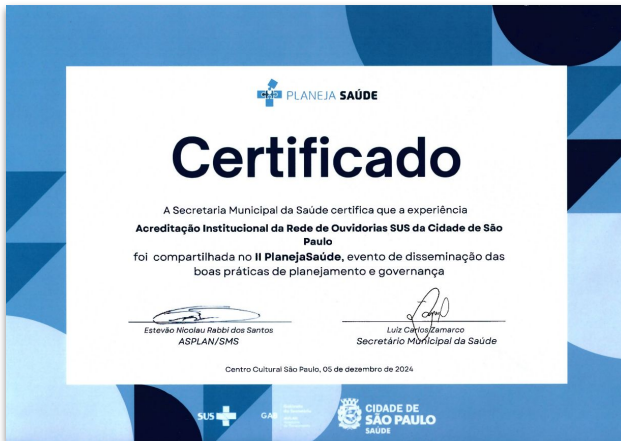 PLANEJA SAÚDE
Certificado
A Secretaria Municipal da Saúde certifica que a experiência
Acreditação Institucional da Rede de Ouvidorias SUS da Cidade de São
Paulo
foi compartilhada no II PlanejaSaúde, evento de disseminação das
boas práticas de planejamento e governança
Estevão Nicolau Rabbi dos Santos
ASPLAN/SMS
Luiz Carlos Zamarco
Secretário Municipal da Saúde
Centro Cultural São Paulo, 05 de dezembro de 2024
SUS
CIDADE DE
SÃO PAULO
SAÚDE